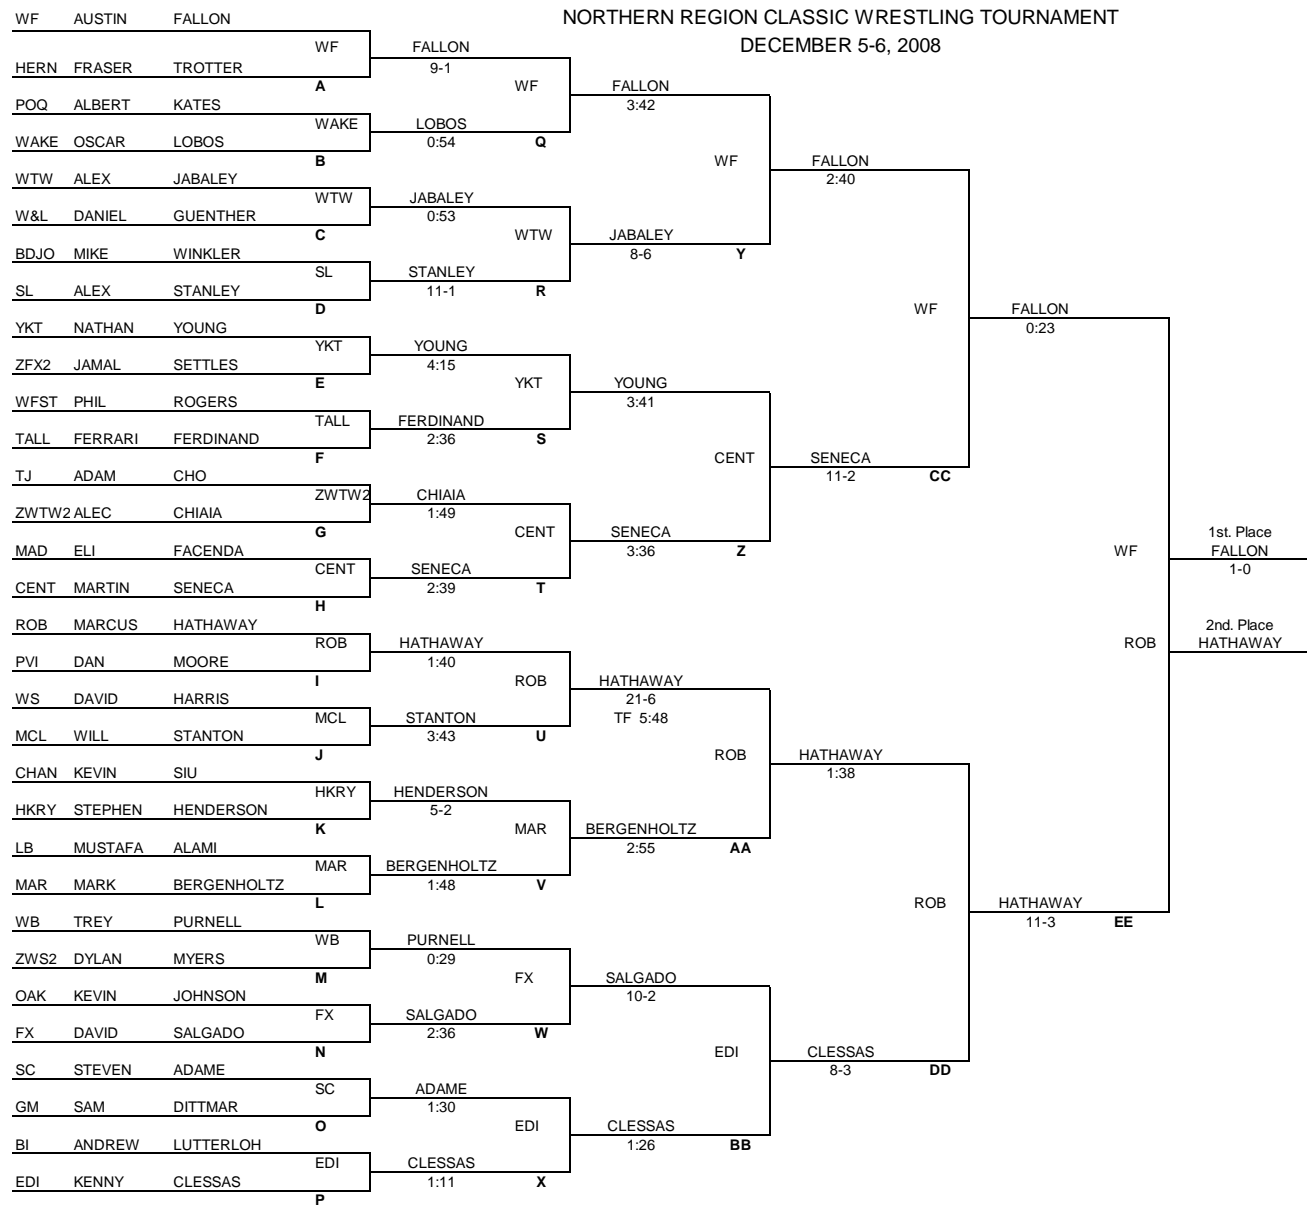 WF AUSTIN FALLON NORTHERN REGION CLASSIC WRESTLING TOURNAMENT
WF FALLON DECEMBER 5-6, 2008
HERN FRASER TROTTER 9-1
A WF FALLON
POQ ALBERT KATES 3:42
WAKE LOBOS
WAKE OSCAR LOBOS 0:54 Q
B WF FALLON
WTW ALEX JABALEY 2:40
WTW JABALEY
W&L DANIEL GUENTHER 0:53
C WTW JABALEY
BDJO MIKE WINKLER 8-6 Y
SL STANLEY
SL ALEX STANLEY 11-1 R
D WF FALLON
YKT NATHAN YOUNG 0:23
YKT YOUNG
ZFX2 JAMAL SETTLES 4:15
E YKT YOUNG
WFST PHIL ROGERS 3:41
TALL FERDINAND
TALL FERRARI FERDINAND 2:36 S
F CENT SENECA
TJ ADAM CHO 11-2 CC
ZWTW2 CHIAIA
ZWTW2 ALEC CHIAIA 1:49
G CENT SENECA 1st. Place
MAD ELI FACENDA 3:36 Z WF FALLON
CENT SENECA 1-0
CENT MARTIN SENECA 2:39 T
H
ROB MARCUS HATHAWAY 2nd. Place
ROB HATHAWAY ROB HATHAWAY
PVI DAN MOORE 1:40
I ROB HATHAWAY
WS DAVID HARRIS 21-6
MCL STANTON TF 5:48
MCL WILL STANTON 3:43 U
J ROB HATHAWAY
CHAN KEVIN SIU 1:38
HKRY HENDERSON
HKRY STEPHEN HENDERSON 5-2
K MAR BERGENHOLTZ
LB MUSTAFA ALAMI 2:55 AA
MAR BERGENHOLTZ
MAR MARK BERGENHOLTZ 1:48 V
L ROB HATHAWAY
WB TREY PURNELL 11-3 EE
WB PURNELL
ZWS2 DYLAN MYERS 0:29
M FX SALGADO
OAK KEVIN JOHNSON 10-2
FX SALGADO
FX DAVID SALGADO 2:36 W
N EDI CLESSAS
SC STEVEN ADAME 8-3 DD
SC ADAME
GM SAM DITTMAR 1:30
O EDI CLESSAS
BI ANDREW LUTTERLOH 1:26 BB
EDI CLESSAS
EDI KENNY CLESSAS 1:11 X
P